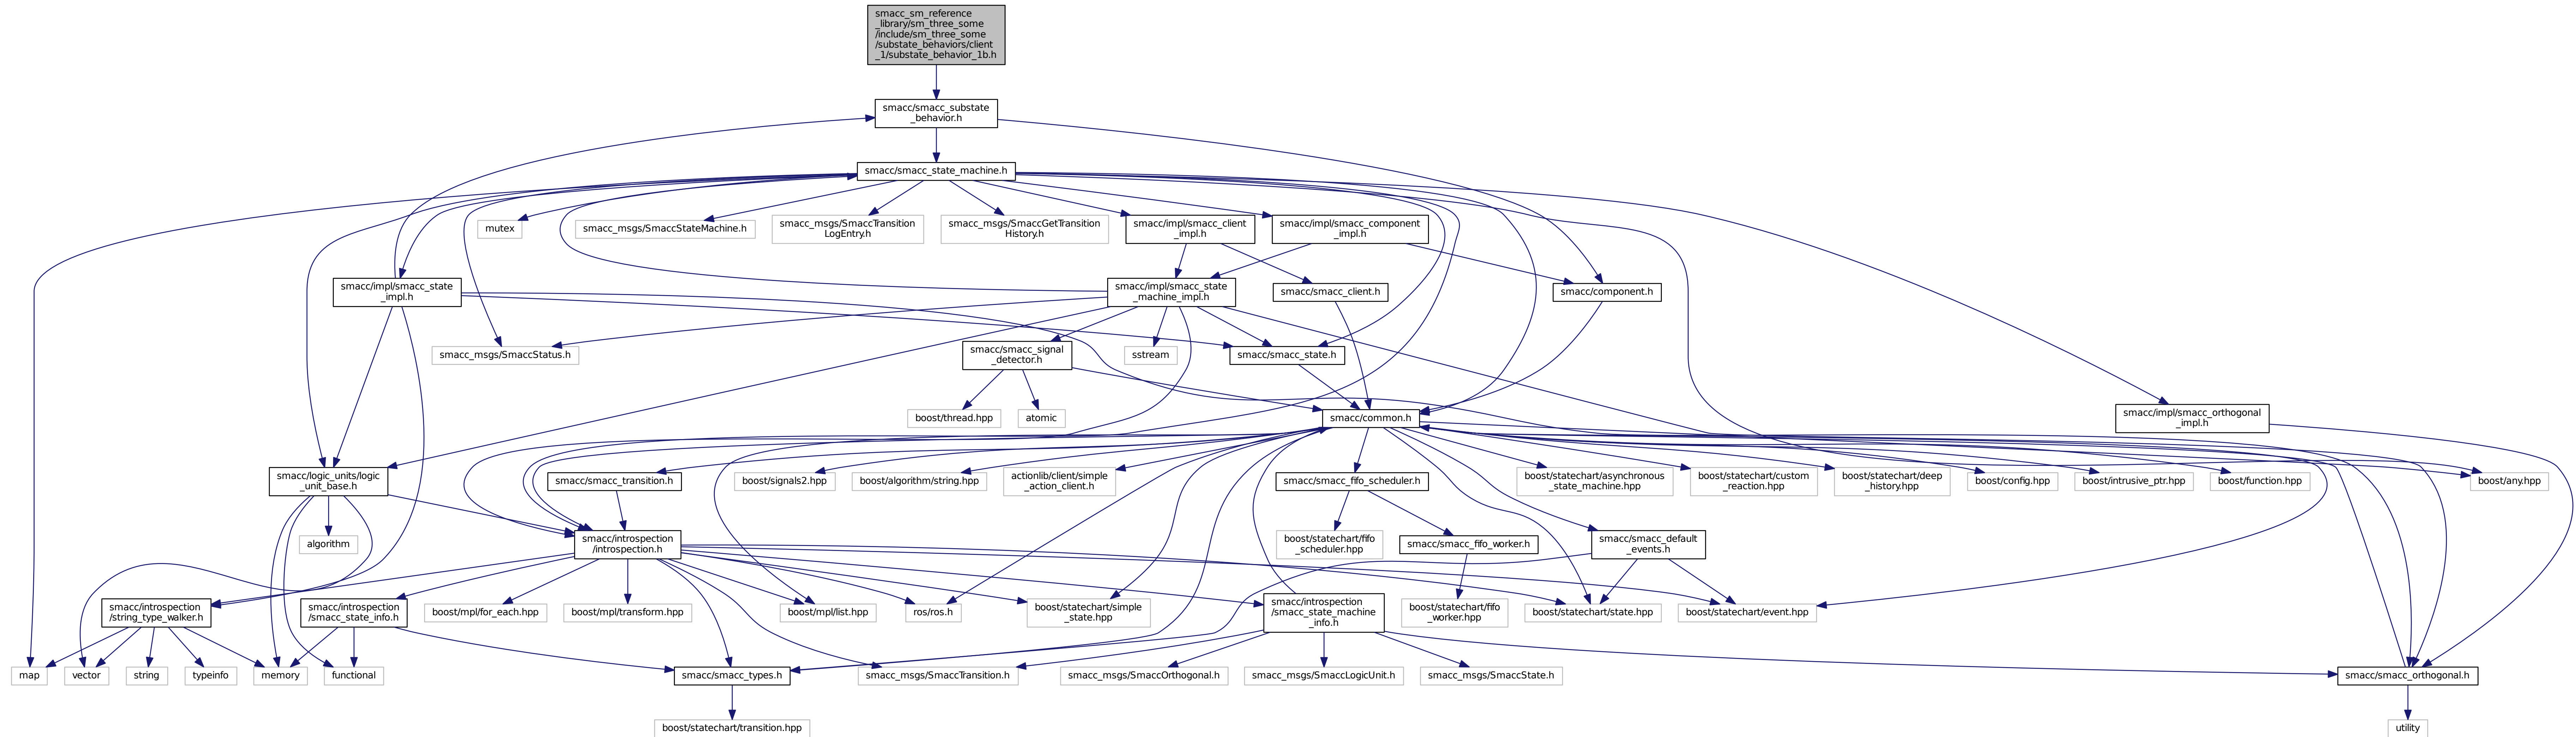 smacc_sm_reference
_library/sm_three_some
/include/sm_three_some
/substate_behaviors/client
_1/substate_behavior_1b.h
smacc/smacc_substate
_behavior.h
smacc/smacc_state_machine.h
mutex
smacc_msgs/SmaccStateMachine.h
smacc_msgs/SmaccTransition
LogEntry.h
smacc_msgs/SmaccGetTransition
History.h
smacc/impl/smacc_client
_impl.h
smacc/impl/smacc_component
_impl.h
smacc/impl/smacc_state
_impl.h
smacc/impl/smacc_state
_machine_impl.h
smacc/smacc_client.h
smacc/component.h
smacc_msgs/SmaccStatus.h
smacc/smacc_signal
_detector.h
sstream
smacc/smacc_state.h
boost/thread.hpp
atomic
smacc/common.h
smacc/impl/smacc_orthogonal
_impl.h
smacc/logic_units/logic
_unit_base.h
smacc/smacc_transition.h
boost/signals2.hpp
boost/algorithm/string.hpp
actionlib/client/simple
_action_client.h
smacc/smacc_fifo_scheduler.h
boost/statechart/asynchronous
_state_machine.hpp
boost/statechart/custom
_reaction.hpp
boost/statechart/deep
_history.hpp
boost/config.hpp
boost/intrusive_ptr.hpp
boost/function.hpp
boost/any.hpp
algorithm
smacc/introspection
/introspection.h
boost/statechart/fifo
_scheduler.hpp
smacc/smacc_fifo_worker.h
smacc/smacc_default
_events.h
smacc/introspection
/string_type_walker.h
smacc/introspection
/smacc_state_info.h
boost/mpl/for_each.hpp
boost/mpl/transform.hpp
boost/mpl/list.hpp
ros/ros.h
boost/statechart/simple
_state.hpp
smacc/introspection
/smacc_state_machine
_info.h
boost/statechart/fifo
_worker.hpp
boost/statechart/state.hpp
boost/statechart/event.hpp
map
vector
string
typeinfo
memory
functional
smacc/smacc_types.h
smacc_msgs/SmaccTransition.h
smacc_msgs/SmaccOrthogonal.h
smacc_msgs/SmaccLogicUnit.h
smacc_msgs/SmaccState.h
smacc/smacc_orthogonal.h
boost/statechart/transition.hpp
utility